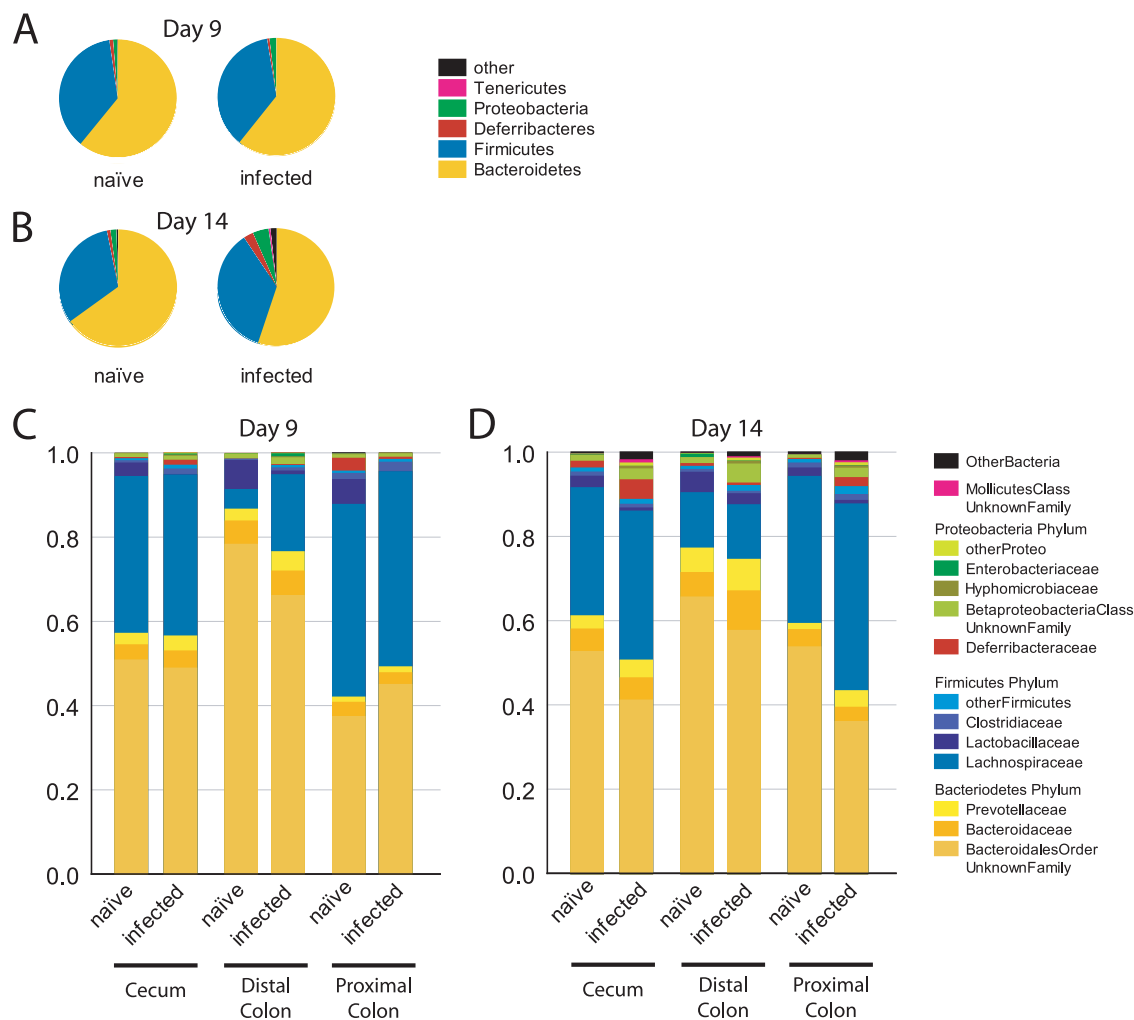 A
Day 9
naïve
infected
other
Tenericutes
Proteobacteria
Deferribacteres
Firmicutes
Bacteroidetes
B
Day 14
naïve
infected
C
Day 9
1.0
0.8
0.6
0.4
0.2
0.0
naïve
infected
naïve
infected
naïve
infected
Cecum
Distal
Colon
Proximal
Colon
D
Day 14
1.0
0.8
0.6
0.4
0.2
0.0
naïve
infected
naïve
infected
naïve
infected
Cecum
Distal
Colon
Proximal
Colon
OtherBacteria
MollicutesClass
UnknownFamily
Proteobacteria Phylum
otherProteo
Enterobacteriaceae
Hyphomicrobiaceae
BetaproteobacteriaClass
UnknownFamily
Deferribacteraceae
Firmicutes Phylum
otherFirmicutes
Clostridiaceae
Lactobacillaceae
Lachnospiraceae
Bacteriodetes Phylum
Prevotellaceae
Bacteroidaceae
BacteroidalesOrder
UnknownFamily